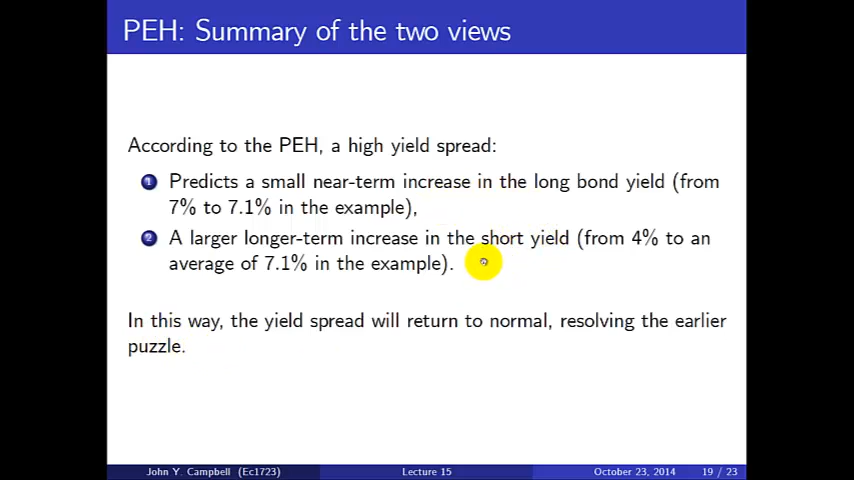 PEH: Summary of the two views
According to the PEH, a high yield spread:
1 Predicts a small near-term increase in the long bond yield (from
7% to 7.1% in the example),
2 A larger longer-term increase in the short yield (from 4% to an
average of 7.1% in the example).
In this way, the yield spread will return to normal, resolving the earlier
puzzle.
John Y. Campbell (Ec1723) Lecture 15 October 23, 2014 19 / 23